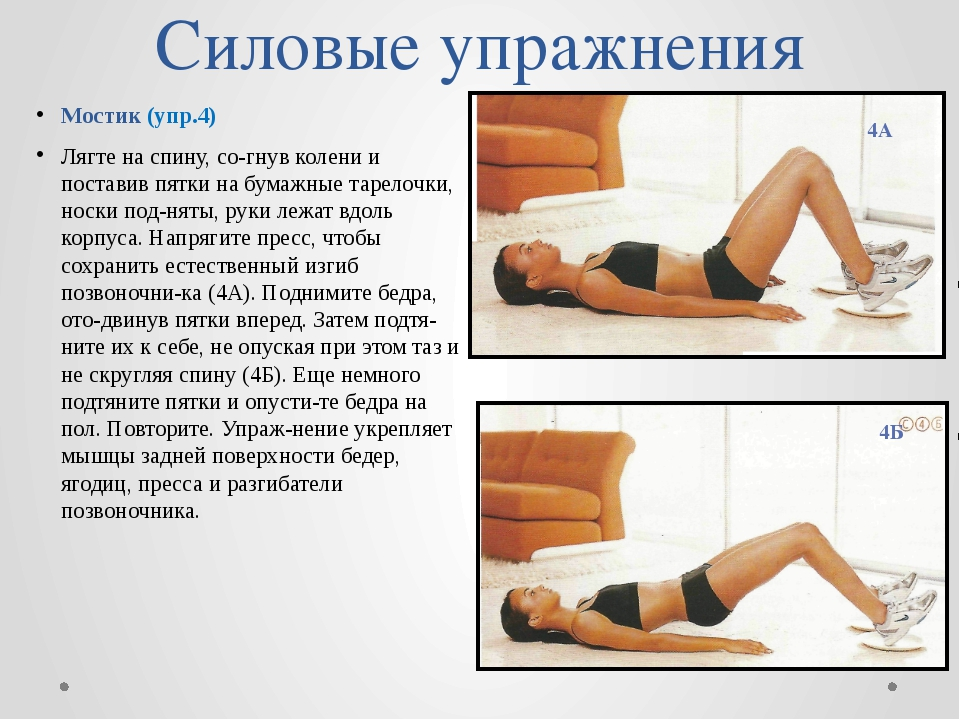 Силовые упражнения
Мостик (упр.4)
Лягте на спину, со-гнув колени и
поставив пятки на бумажные тарелочки,
носки под-няты, руки лежат вдоль
корпуса. Напрягите пресс, чтобы
сохранить естественный изгиб
позвоночни-ка (4А). Поднимите бедра,
ото-двинув пятки вперед. Затем подтя-
ните их к себе, не опуская при этом таз и
не скругляя спину (4Б). Еще немного
подтяните пятки и опусти-те бедра на
пол. Повторите. Упраж-нение укрепляет
мышцы задней поверхности бедер,
ягодиц, пресса и разгибатели
позвоночника.
4А
4Б
С4Б